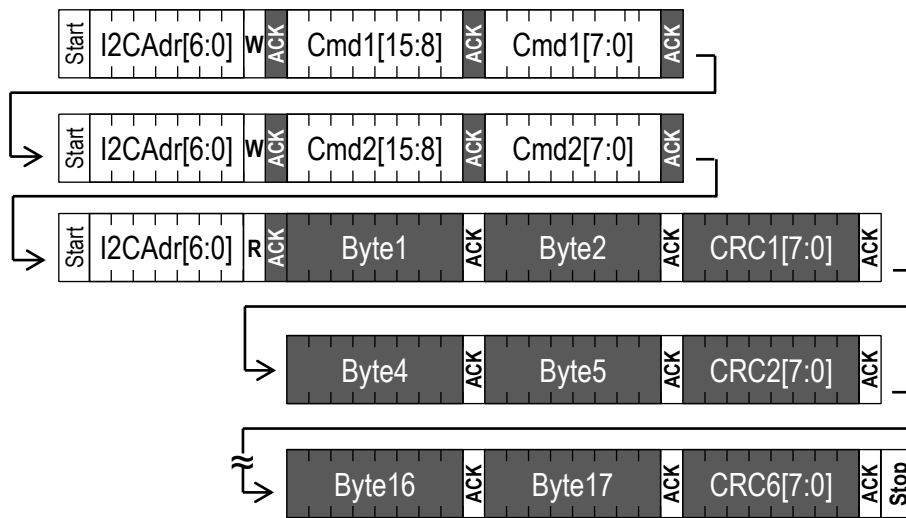 Start I2CAdr[6:0] W ACK Cmd1[15:8] ACK Cmd1[7:0] ACK
Start I2CAdr[6:0] W ACK Cmd2[15:8] ACK Cmd2[7:0] ACK
Start I2CAdr[6:0] R ACK Byte1 ACK Byte2 ACK CRC1[7:0] ACK
Byte4 ACK Byte5 ACK CRC2[7:0] ACK
Byte16 ACK Byte17 ACK CRC6[7:0] ACK Stop